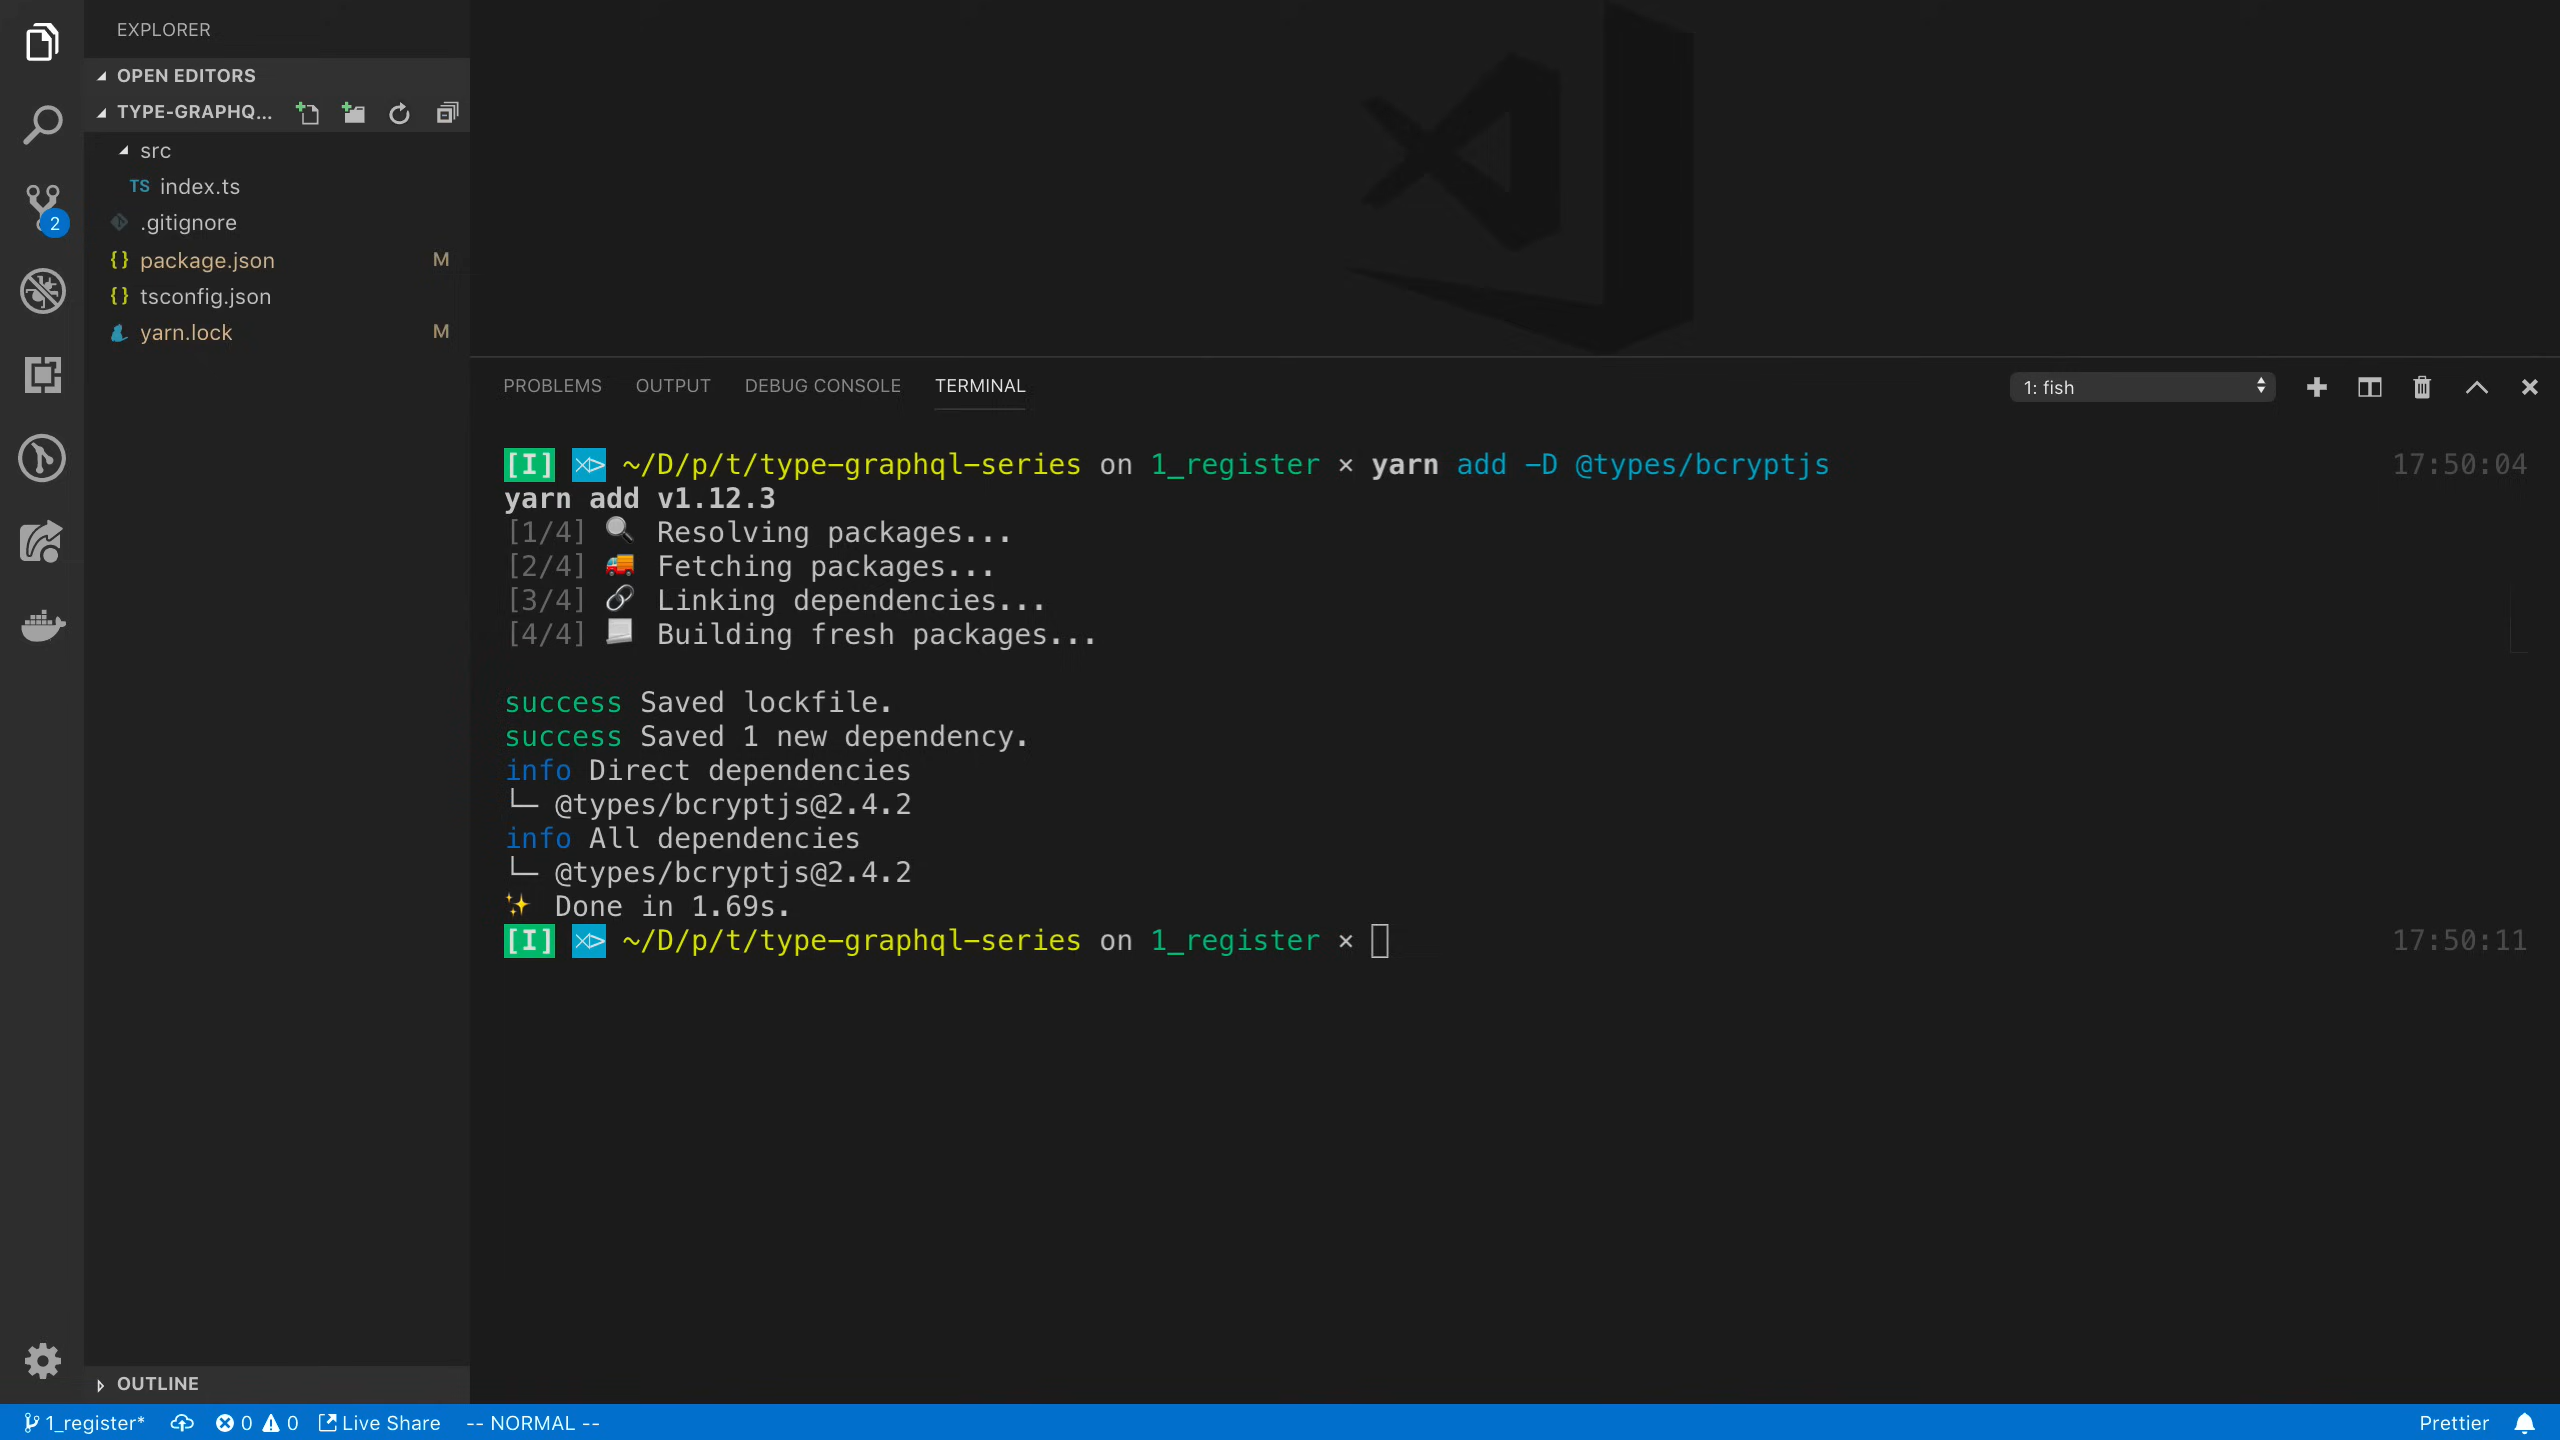 EXPLORER
OPEN EDITORS
TYPE-GRAPHQ...
src
TS index.ts
.gitignore
{} package.json M
{} tsconfig.json
yarn.lock M
2
OUTLINE
PROBLEMS OUTPUT DEBUG CONSOLE TERMINAL
1: fish
[I] ~/D/p/t/type-graphql-series on 1_register × yarn add -D @types/bcryptjs 17:50:04
yarn add v1.12.3
[1/4] 🔍 Resolving packages...
[2/4] 🚚 Fetching packages...
[3/4] 🔗 Linking dependencies...
[4/4] 📃 Building fresh packages...
success Saved lockfile.
success Saved 1 new dependency.
info Direct dependencies
└─ @types/bcryptjs@2.4.2
info All dependencies
└─ @types/bcryptjs@2.4.2
✨ Done in 1.69s.
[I] ~/D/p/t/type-graphql-series on 1_register × 17:50:11
1_register* 0 0 Live Share -- NORMAL -- Prettier